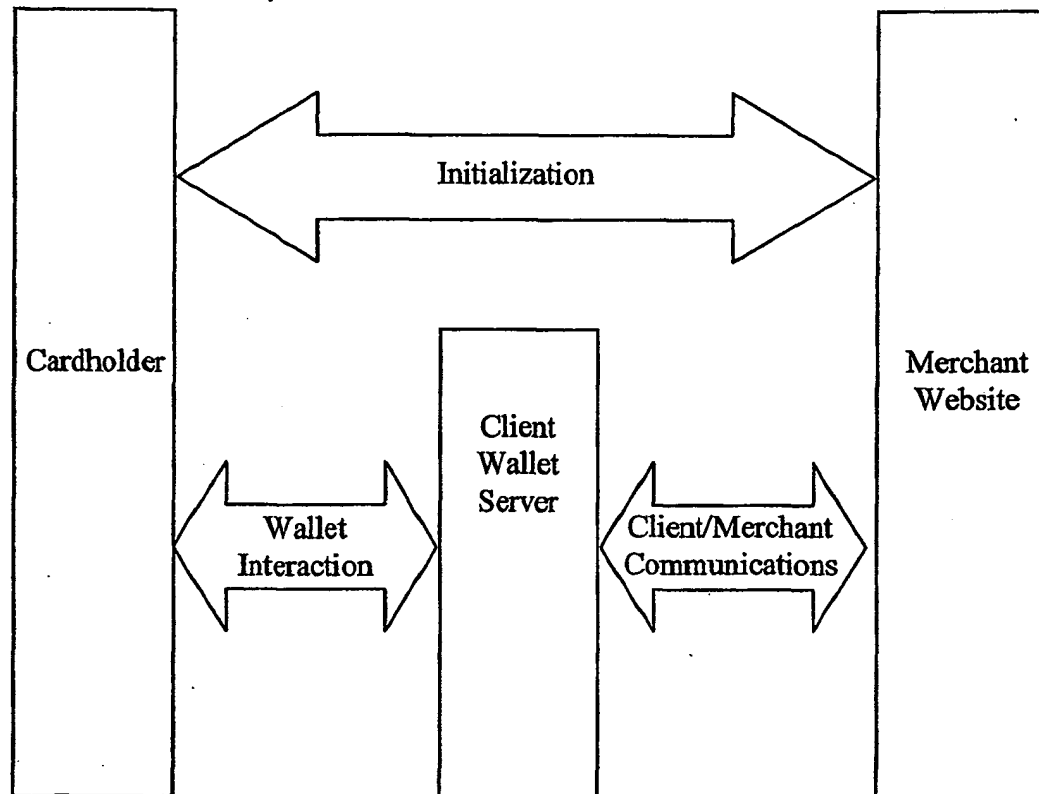 Initialization
Cardholder
Merchant
Website
Client
Wallet
Server
Wallet
Interaction
Client/Merchant
Communications